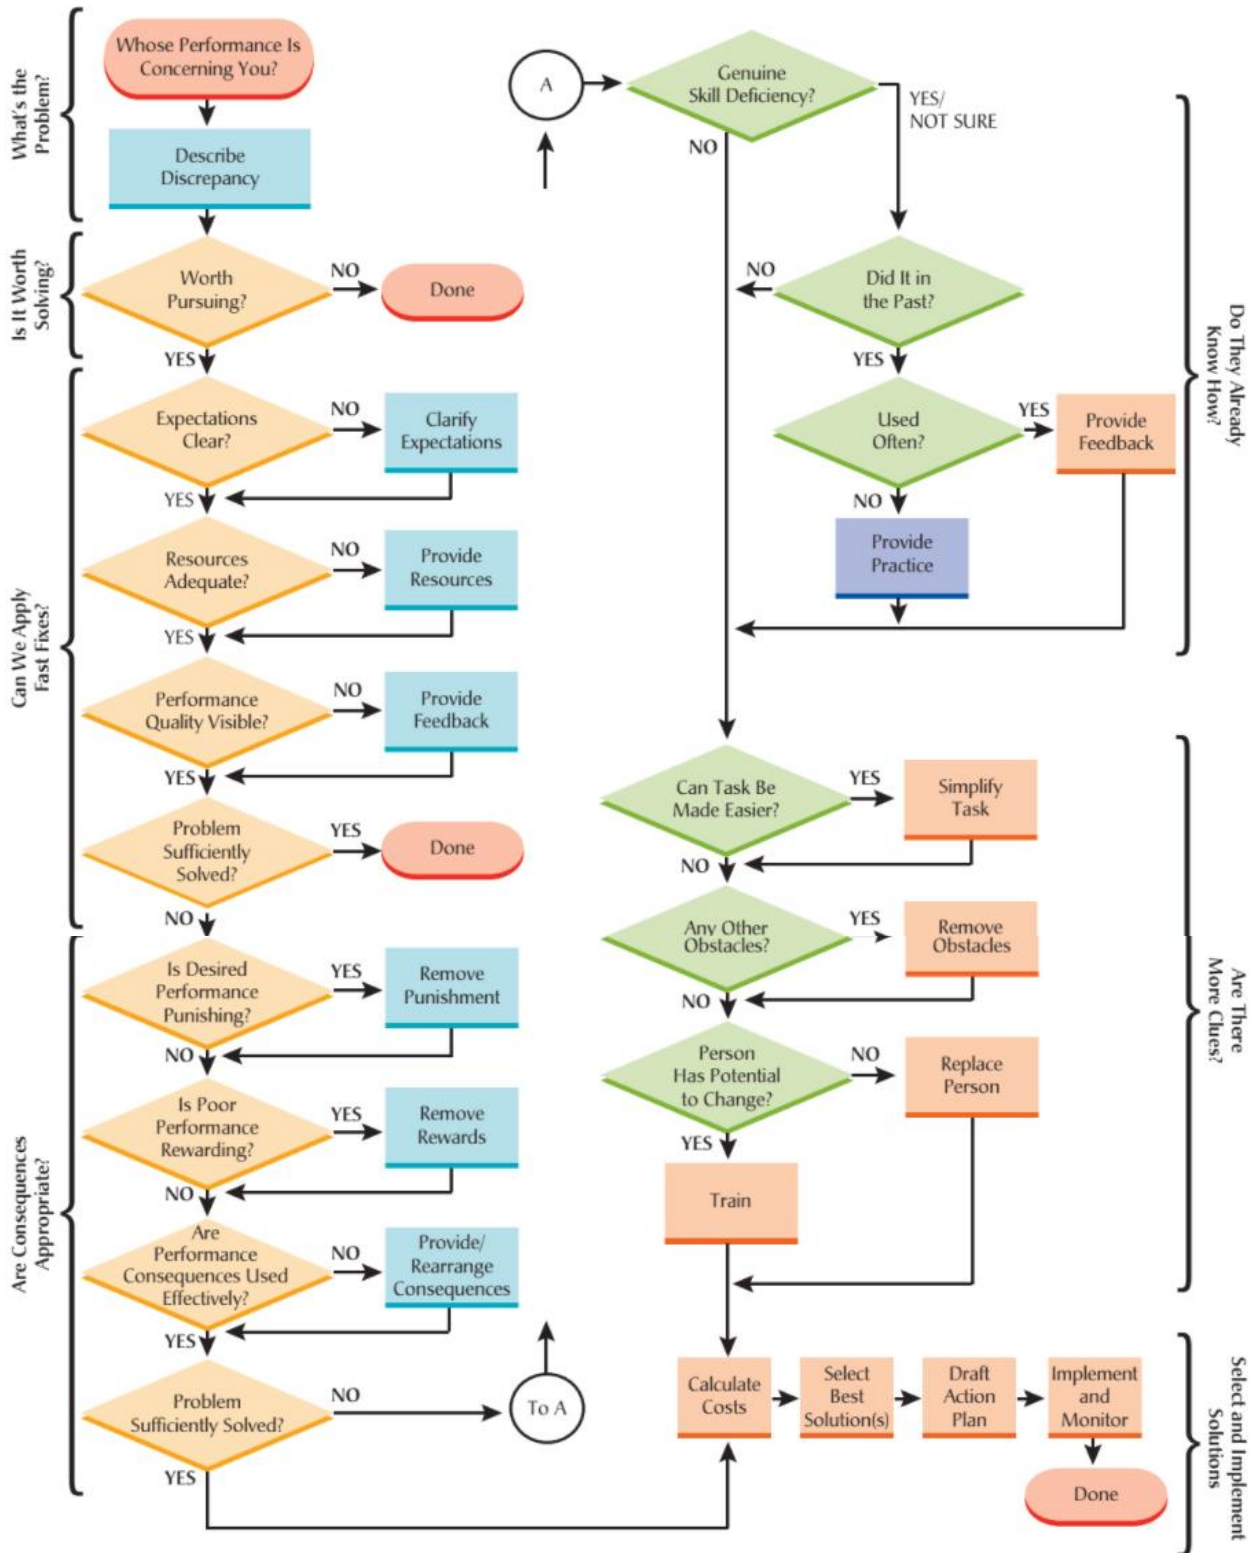 What's the
Problem?
Whose Performance Is
Concerning You?
Describe
Discrepancy
Is It Worth
Solving?
Worth
Pursuing?
NO
Done
YES
Can We Apply
Fast Fixes?
Expectations
Clear?
NO
Clarify
Expectations
YES
Resources
Adequate?
NO
Provide
Resources
YES
Performance
Quality Visible?
NO
Provide
Feedback
YES
Problem
Sufficiently
Solved?
YES
Done
NO
Are Consequences
Appropriate?
Is Desired
Performance
Punishing?
YES
Remove
Punishment
NO
Is Poor
Performance
Rewarding?
YES
Remove
Rewards
NO
Are
Performance
Consequences Used
Effectively?
NO
Provide/
Rearrange
Consequences
YES
Problem
Sufficiently Solved?
NO
To A
YES
A
Genuine
Skill Deficiency?
YES/
NOT SURE
NO
Did It in
the Past?
NO
YES
Used
Often?
YES
Provide
Feedback
NO
Provide
Practice
Do They Already
Know How?
Can Task Be
Made Easier?
YES
Simplify
Task
NO
Any Other
Obstacles?
YES
Remove
Obstacles
NO
Person
Has Potential
to Change?
NO
Replace
Person
YES
Train
Are There
More Clues?
Calculate
Costs
Select
Best
Solution(s)
Draft
Action
Plan
Implement
and
Monitor
Done
Select and Implement
Solutions